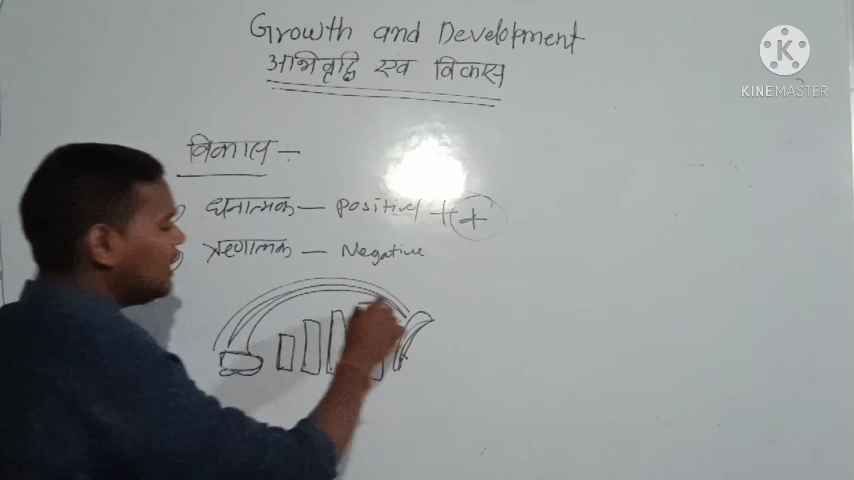 Growth and Development
अभिवृद्धि एवं विकास
K
KINEMASTER
विकास :-
धनात्मक — Positive + +
ऋणात्मक — Negative